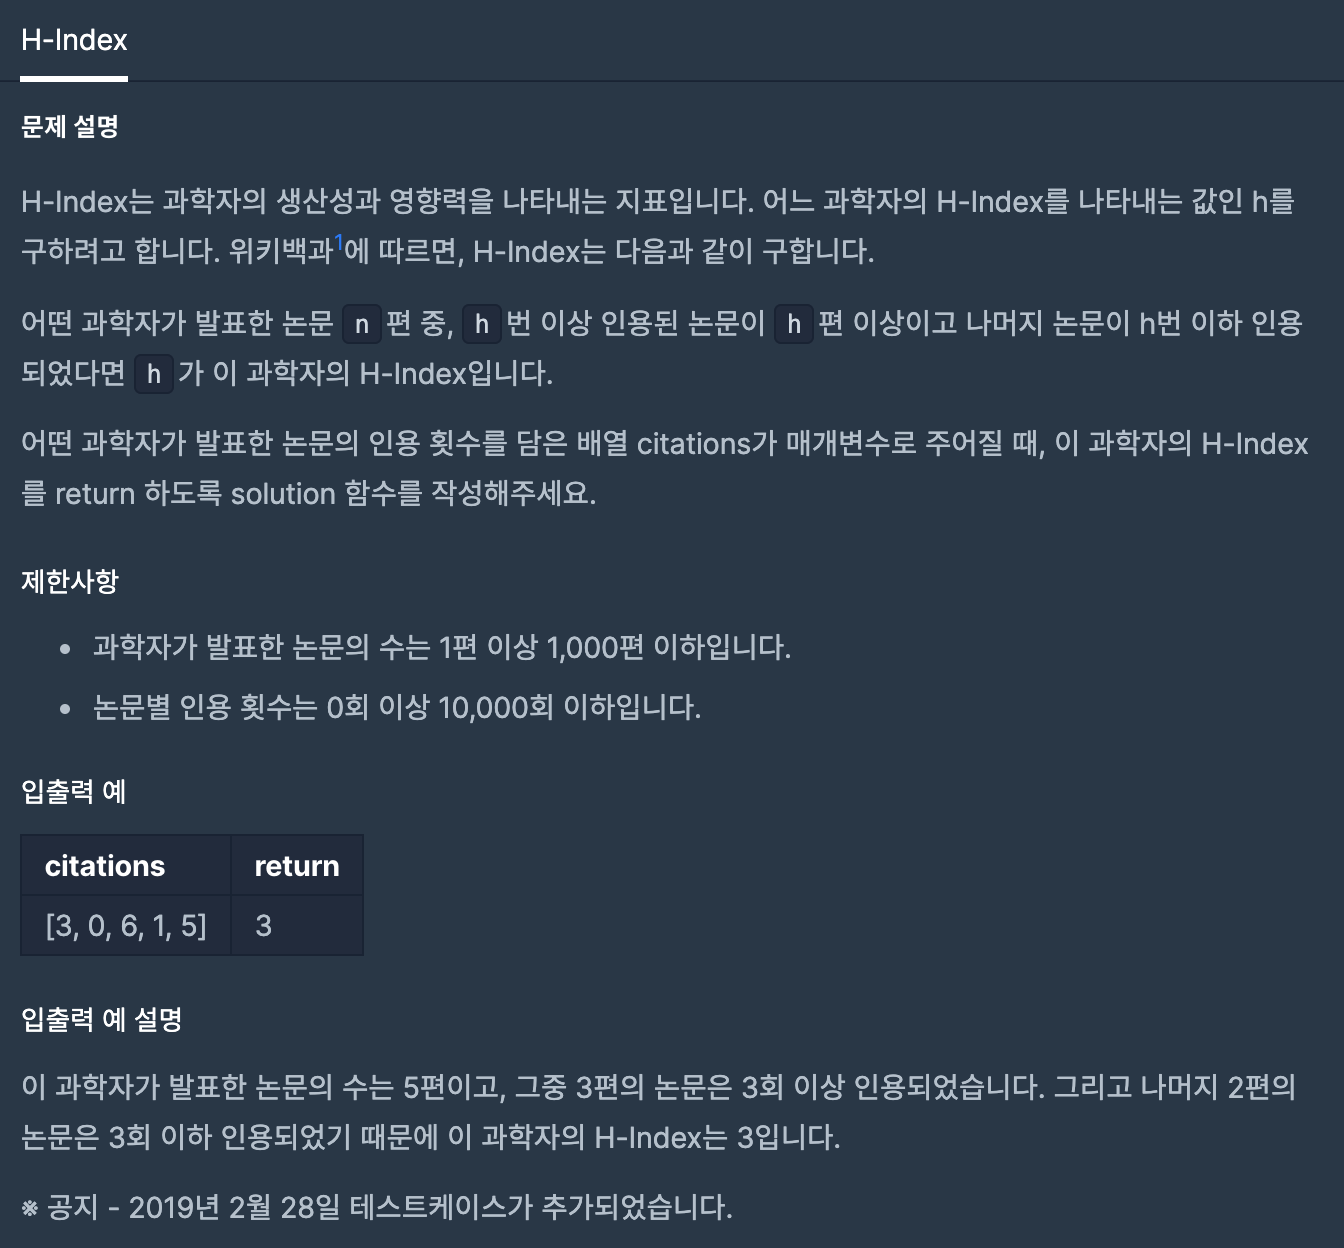 H-Index
문제 설명
H-Index는 과학자의 생산성과 영향력을 나타내는 지표입니다. 어느 과학자의 H-Index를 나타내는 값인 h를
구하려고 합니다. 위키백과1에 따르면, H-Index는 다음과 같이 구합니다.
어떤 과학자가 발표한 논문 n 편 중, h 번 이상 인용된 논문이 h 편 이상이고 나머지 논문이 h번 이하 인용
되었다면 h 가 이 과학자의 H-Index입니다.
어떤 과학자가 발표한 논문의 인용 횟수를 담은 배열 citations가 매개변수로 주어질 때, 이 과학자의 H-Index
를 return 하도록 solution 함수를 작성해주세요.
제한사항
• 과학자가 발표한 논문의 수는 1편 이상 1,000편 이하입니다.
• 논문별 인용 횟수는 0회 이상 10,000회 이하입니다.
입출력 예
citations return
[3, 0, 6, 1, 5] 3
입출력 예 설명
이 과학자가 발표한 논문의 수는 5편이고, 그중 3편의 논문은 3회 이상 인용되었습니다. 그리고 나머지 2편의
논문은 3회 이하 인용되었기 때문에 이 과학자의 H-Index는 3입니다.
※ 공지 - 2019년 2월 28일 테스트케이스가 추가되었습니다.